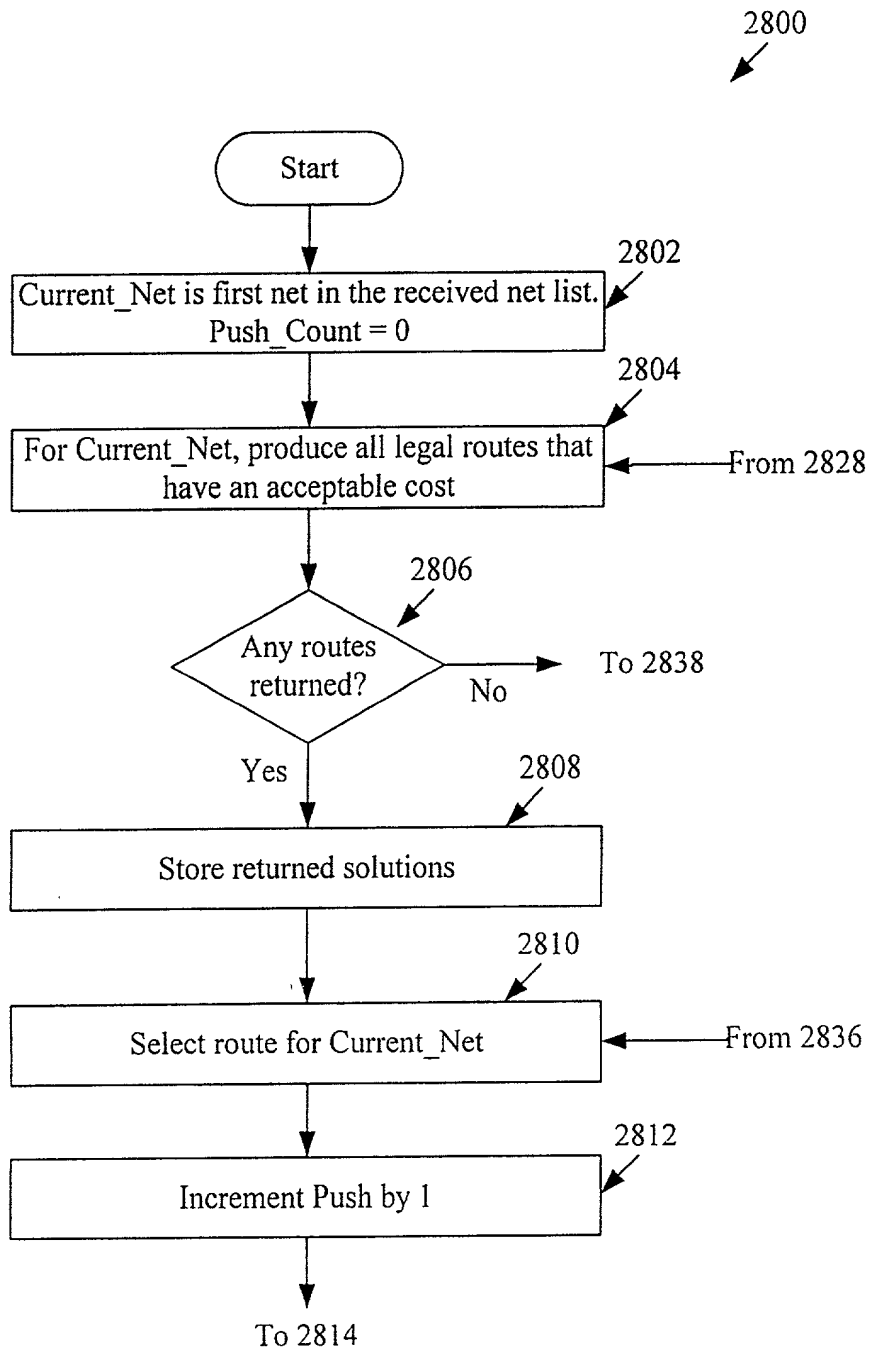 2800
Start
2802
Current_Net is first net in the received net list.
Push_Count = 0
2804
For Current_Net, produce all legal routes that
have an acceptable cost
From 2828
2806
Any routes
returned?
To 2838
No
Yes
2808
Store returned solutions
2810
Select route for Current_Net
From 2836
2812
Increment Push by 1
To 2814